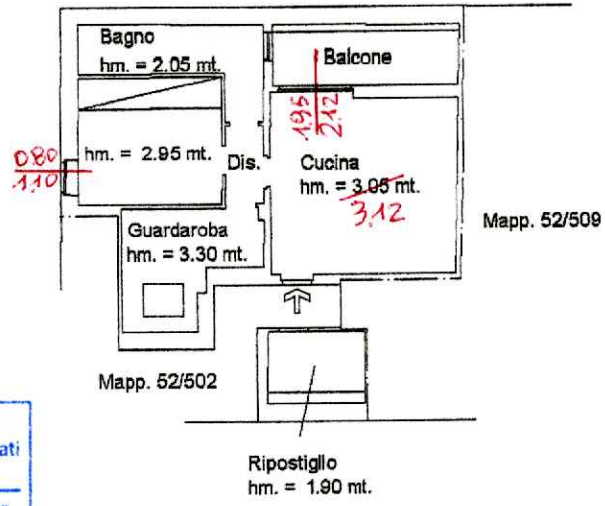 Bagno
hm. = 2.05 mt.
Balcone
1.95
2.12
0.80
1.10
hm. = 2.95 mt.
Dis.
Cucina
hm. = 3.05 mt.
3.12
Guardaroba
hm. = 3.30 mt.
Mapp. 52/509
Mapp. 52/502
ati
Ripostiglio
hm. = 1.90 mt.